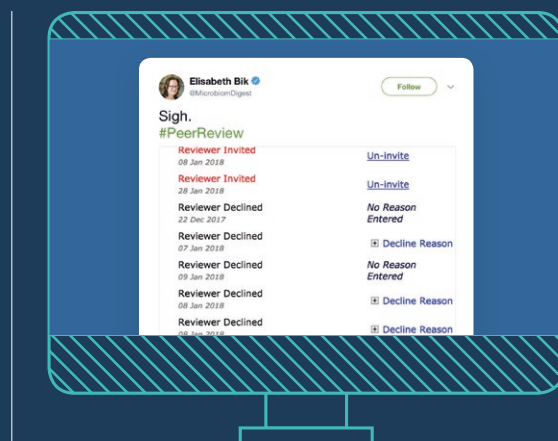 Elisabeth Bik
@MicrobiomDigest
Follow
Sigh.
#PeerReview
Reviewer Invited
08 Jan 2018
Un-invite
Reviewer Invited
28 Jan 2018
Un-invite
Reviewer Declined
22 Dec 2017
No Reason
Entered
Reviewer Declined
07 Jan 2018
Decline Reason
Reviewer Declined
09 Jan 2018
No Reason
Entered
Reviewer Declined
08 Jan 2018
Decline Reason
Reviewer Declined
Jan 2018
Decline Reason